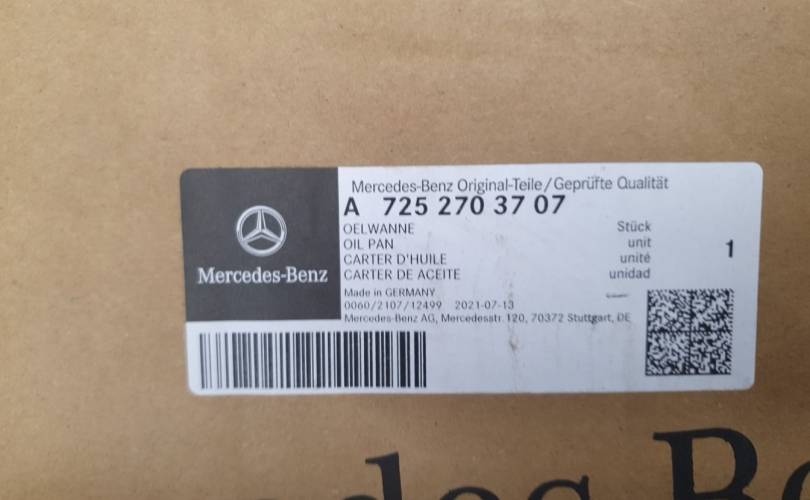 Mercedes-Benz
Mercedes-Benz Original-Teile/Geprüfte Qualität
A 725 270 37 07
OELWANNE Stück
OIL PAN unit
CARTER D'HUILE unité
CARTER DE ACEITE unidad
1
Made in GERMANY
0060/2107/12499 2021-07-13
Mercedes-Benz AG, Mercedesstr. 120, 70372 Stuttgart, DE